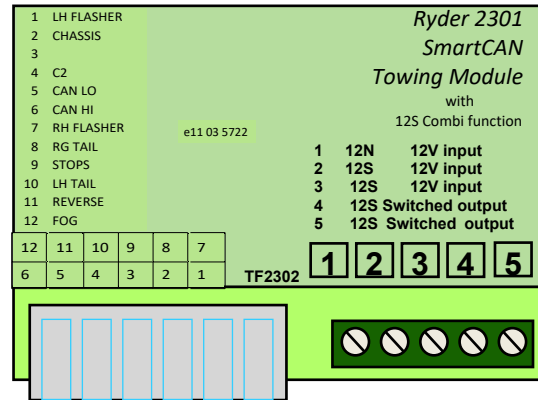 1 LH FLASHER
2 CHASSIS
3
4 C2
5 CAN LO
6 CAN HI
7 RH FLASHER
8 RG TAIL
9 STOPS
10 LH TAIL
11 REVERSE
12 FOG
e11 03 5722
Ryder 2301
SmartCAN
Towing Module
with
12S Combi function
1 12N 12V input
2 12S 12V input
3 12S 12V input
4 12S Switched output
5 12S Switched output
12 11 10 9 8 7
6 5 4 3 2 1
TF2302
1 2 3 4 5